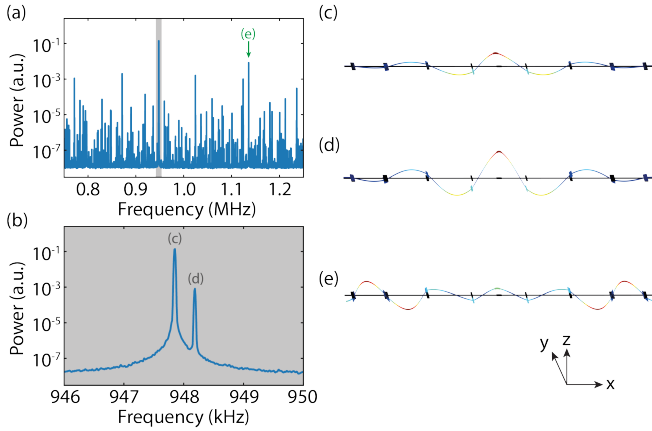 (a)
(e)
10-1
10-3
10-5
10-7
Power (a.u.)
0.8 0.9 1.0 1.1 1.2
Frequency (MHz)
(b)
(c)
(d)
10-1
10-3
10-5
10-7
Power (a.u.)
946 947 948 949 950
Frequency (kHz)
(c)
(d)
(e)
y z x